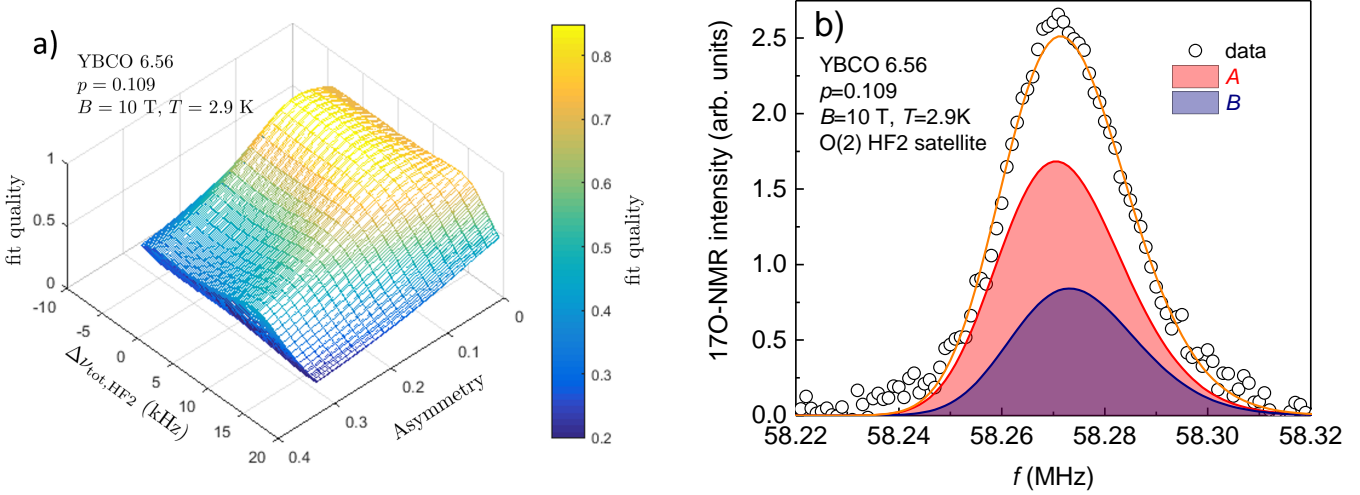 a)
YBCO 6.56
p = 0.109
B = 10 T, T = 2.9 K
fit quality
1
0.5
0
-10
-5
0
5
10
15
20
Δν_tot,HF2 (kHz)
0.4
0.3
0.2
0.1
0
Asymmetry
0.8
0.7
0.6
0.5
0.4
0.3
0.2
fit quality
b)
YBCO 6.56
p=0.109
B=10 T, T=2.9K
O(2) HF2 satellite
data
A
B
17O-NMR intensity (arb. units)
2.5
2.0
1.5
1.0
0.5
0.0
58.22 58.24 58.26 58.28 58.30 58.32
f (MHz)